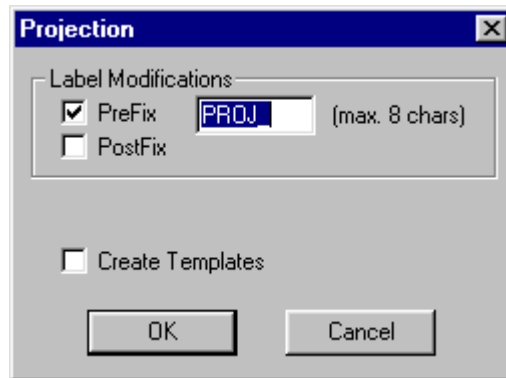 Projection
Label Modifications
PreFix PROJ_ (max. 8 chars)
PostFix
Create Templates
OK Cancel